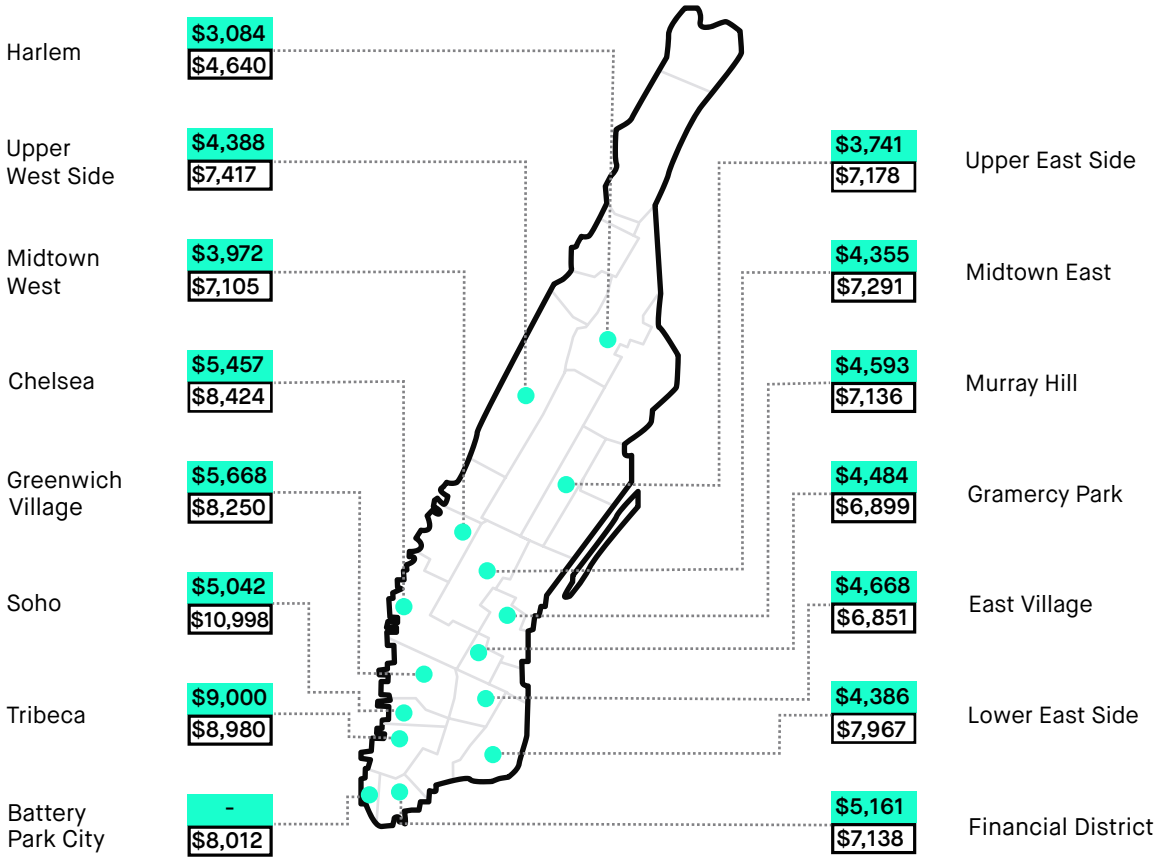 Harlem
$3,084
$4,640
Upper
West Side
$4,388
$7,417
Midtown
West
$3,972
$7,105
Chelsea
$5,457
$8,424
Greenwich
Village
$5,668
$8,250
Soho
$5,042
$10,998
Tribeca
$9,000
$8,980
Battery
Park City
-
$8,012
$3,741
$7,178
Upper East Side
$4,355
$7,291
Midtown East
$4,593
$7,136
Murray Hill
$4,484
$6,899
Gramercy Park
$4,668
$6,851
East Village
$4,386
$7,967
Lower East Side
$5,161
$7,138
Financial District